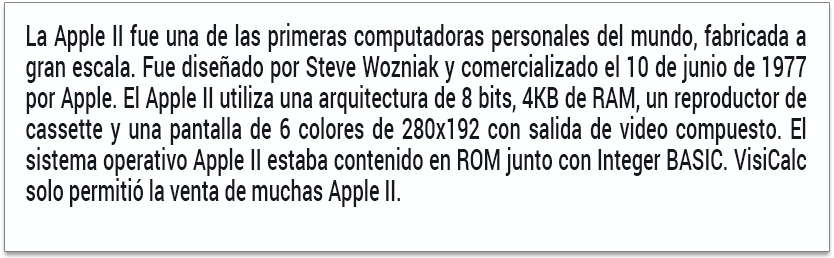 La Apple II fue una de las primeras computadoras personales del mundo, fabricada a
gran escala. Fue diseñado por Steve Wozniak y comercializado el 10 de junio de 1977
por Apple. El Apple II utiliza una arquitectura de 8 bits, 4KB de RAM, un reproductor de
cassette y una pantalla de 6 colores de 280x192 con salida de video compuesto. El
sistema operativo Apple II estaba contenido en ROM junto con Integer BASIC. VisiCalc
solo permitió la venta de muchas Apple II.